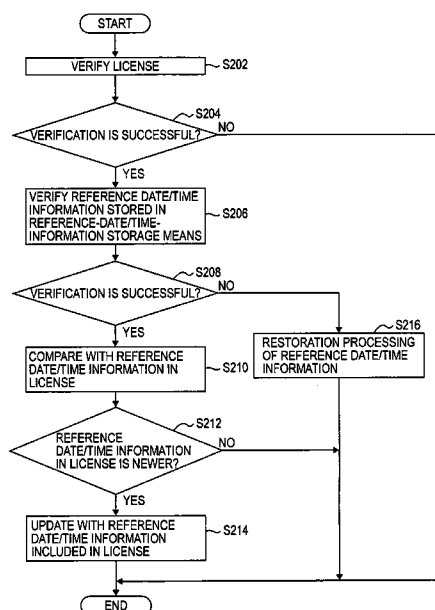 START
VERIFY LICENSE
S202
S204
VERIFICATION IS SUCCESSFUL?
NO
YES
VERIFY REFERENCE DATE/TIME
INFORMATION STORED IN
REFERENCE-DATE/TIME-
INFORMATION STORAGE MEANS
S206
S208
VERIFICATION IS SUCCESSFUL?
NO
YES
S216
RESTORATION PROCESSING
OF REFERENCE DATE/TIME
INFORMATION
COMPARE WITH REFERENCE
DATE/TIME INFORMATION IN
LICENSE
S210
S212
REFERENCE
DATE/TIME INFORMATION
IN LICENSE IS NEWER?
NO
YES
UPDATE WITH REFERENCE
DATE/TIME INFORMATION
INCLUDED IN LICENSE
S214
END